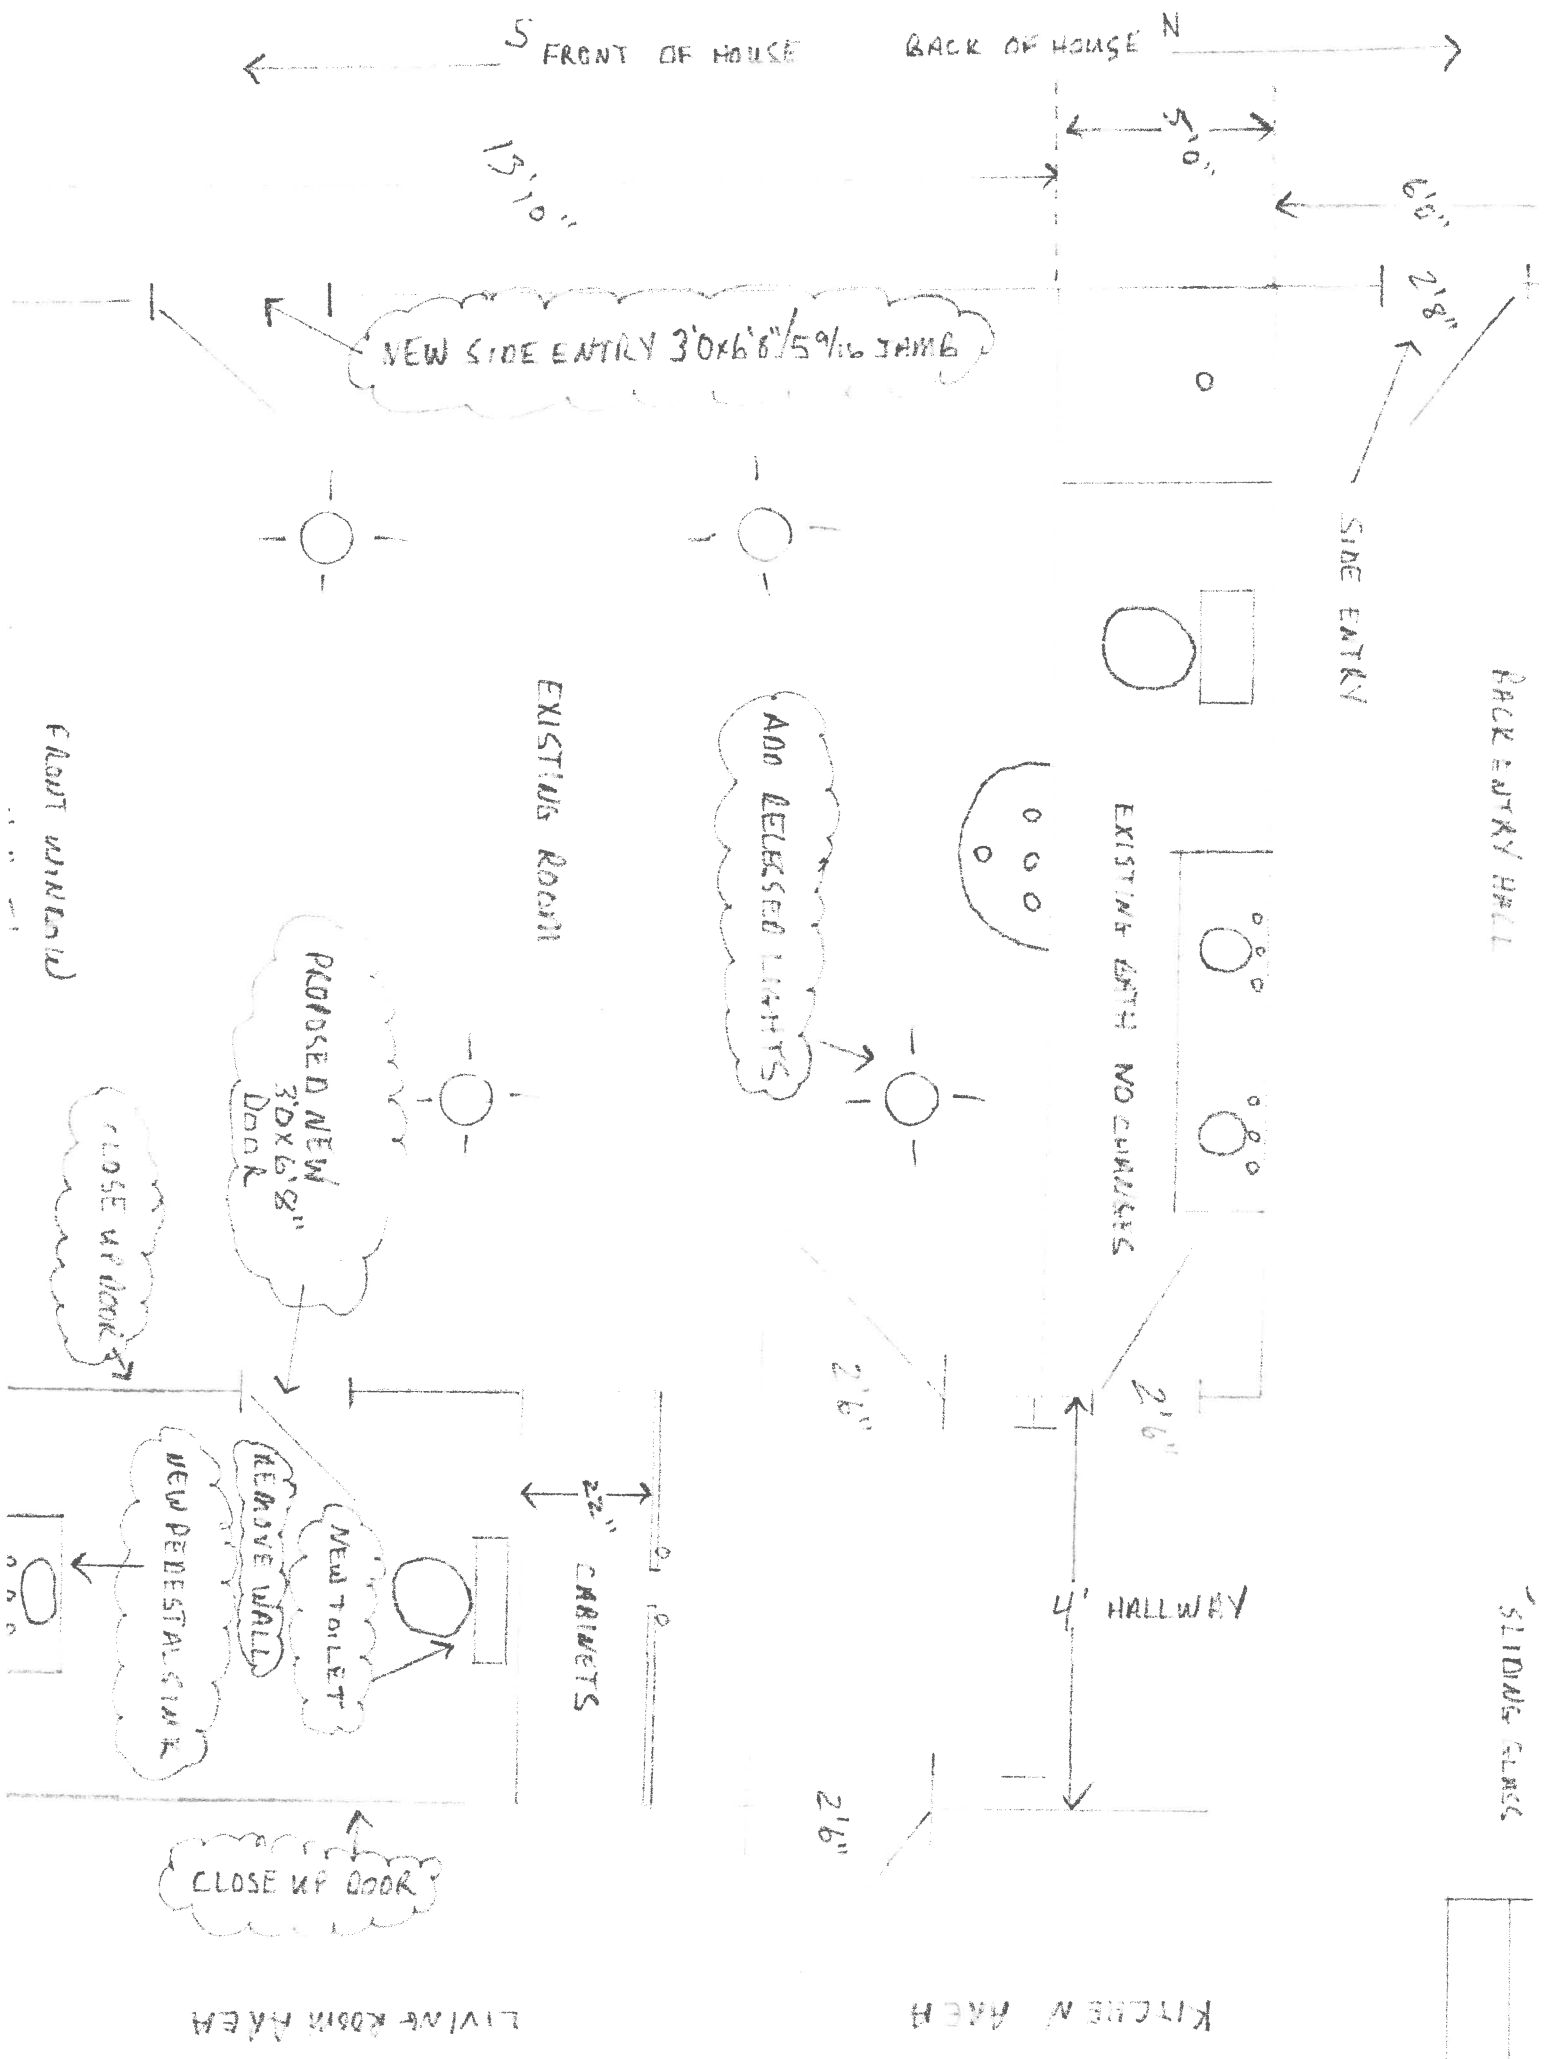 S FRONT OF HOUSE
BACK OF HOUSE N
5'0"
13'10"
6'0"
2'8"
NEW SIDE ENTRY 3'0x6'8"/5 9/16 JAMB
SIDE ENTRY
BACK ENTRY HALL
EXISTING ROOM
FRONT WINDOW
ADD RECESSED LIGHTS
EXISTING BATH NO CHANGES
PROPOSED NEW
3'0x6'8"
DOOR
CLOSE UP DOOR
2'6"
2'6"
NEW PEDESTAL SINK
REMOVE WALL
NEW TOILET
22"
CABINETS
4' HALLWAY
SLIDING GLASS
2'6"
CLOSE UP DOOR
LIVING ROOM AREA
KITCHEN AREA